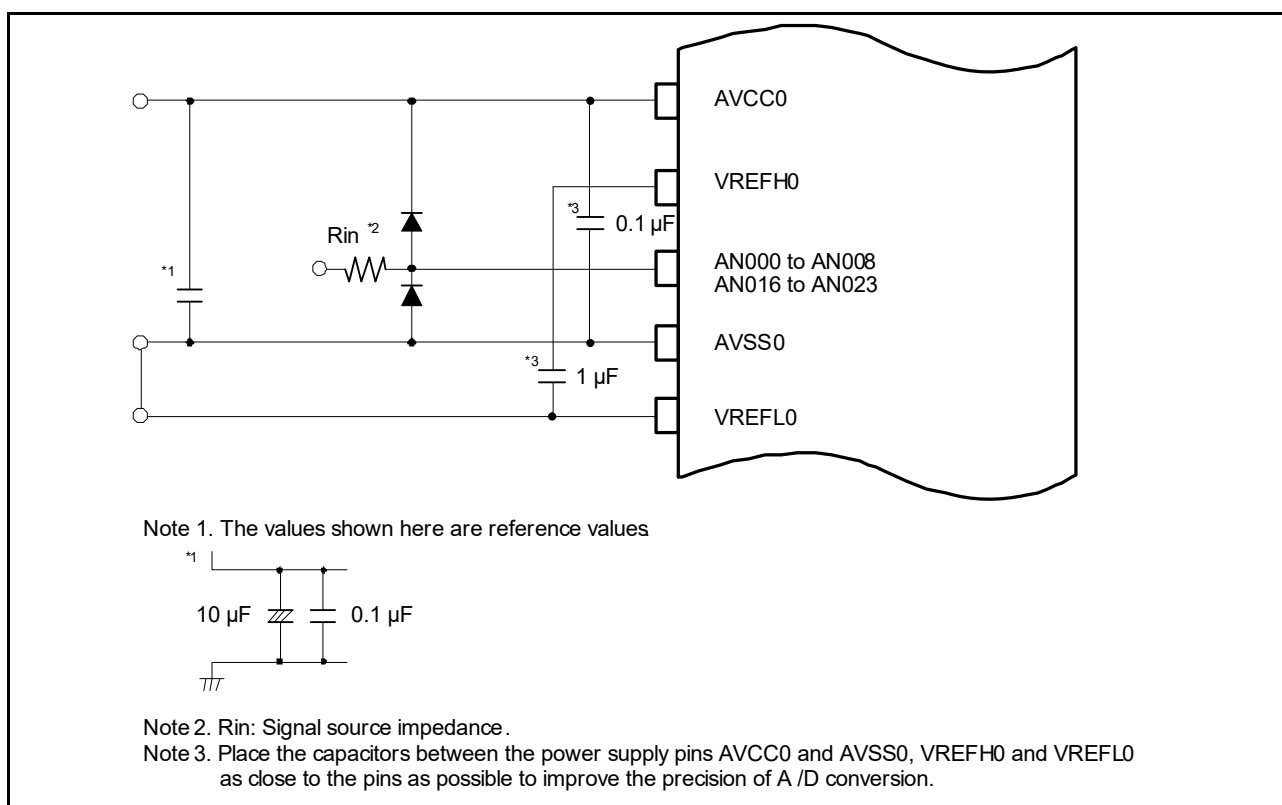 AVCC0
VREFH0
*3
0.1 µF
Rin *2
AN000 to AN008
AN016 to AN023
*1
AVSS0
*3
1 µF
VREFL0
Note 1. The values shown here are reference values.
*1
10 µF
0.1 µF
Note 2. Rin: Signal source impedance.
Note 3. Place the capacitors between the power supply pins AVCC0 and AVSS0, VREFH0 and VREFL0
as close to the pins as possible to improve the precision of A /D conversion.